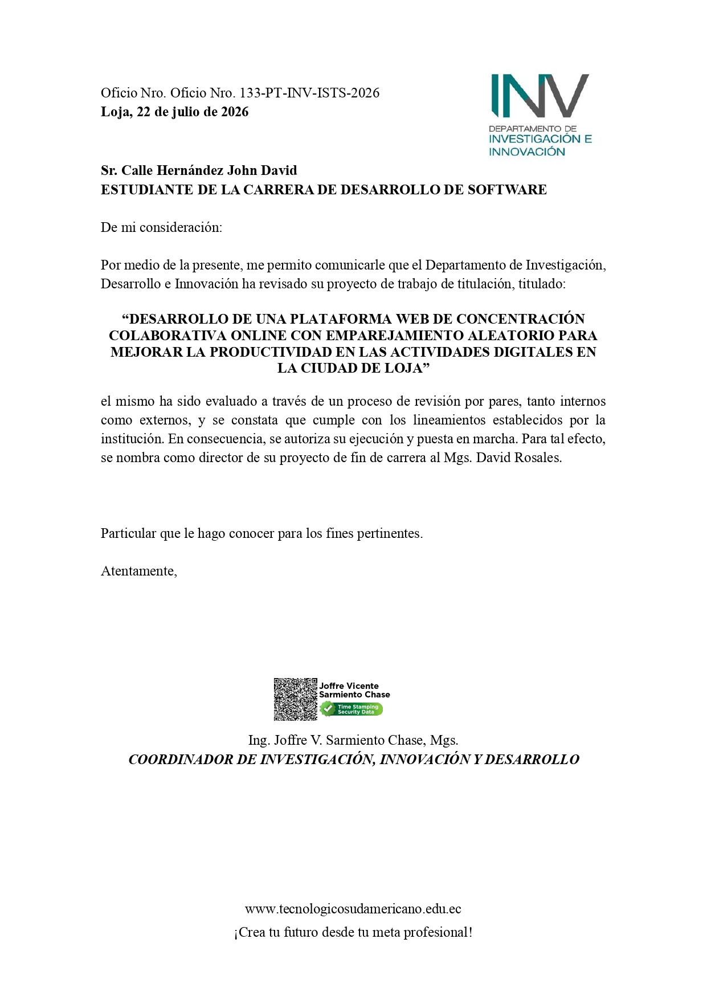 Oficio Nro. Oficio Nro. 133-PT-INV-ISTS-2026
Loja, 22 de julio de 2026
INV
DEPARTAMENTO DE
INVESTIGACIÓN E
INNOVACIÓN
Sr. Calle Hernández John David
ESTUDIANTE DE LA CARRERA DE DESARROLLO DE SOFTWARE
De mi consideración:
Por medio de la presente, me permito comunicarle que el Departamento de Investigación,
Desarrollo e Innovación ha revisado su proyecto de trabajo de titulación, titulado:
“DESARROLLO DE UNA PLATAFORMA WEB DE CONCENTRACIÓN
COLABORATIVA ONLINE CON EMPAREJAMIENTO ALEATORIO PARA
MEJORAR LA PRODUCTIVIDAD EN LAS ACTIVIDADES DIGITALES EN
LA CIUDAD DE LOJA”
el mismo ha sido evaluado a través de un proceso de revisión por pares, tanto internos
como externos, y se constata que cumple con los lineamientos establecidos por la
institución. En consecuencia, se autoriza su ejecución y puesta en marcha. Para tal efecto,
se nombra como director de su proyecto de fin de carrera al Mgs. David Rosales.
Particular que le hago conocer para los fines pertinentes.
Atentamente,
Joffre Vicente
Sarmiento Chase
Time Stamping
Security Data
Ing. Joffre V. Sarmiento Chase, Mgs.
COORDINADOR DE INVESTIGACIÓN, INNOVACIÓN Y DESARROLLO
www.tecnologicosudamericano.edu.ec
¡Crea tu futuro desde tu meta profesional!